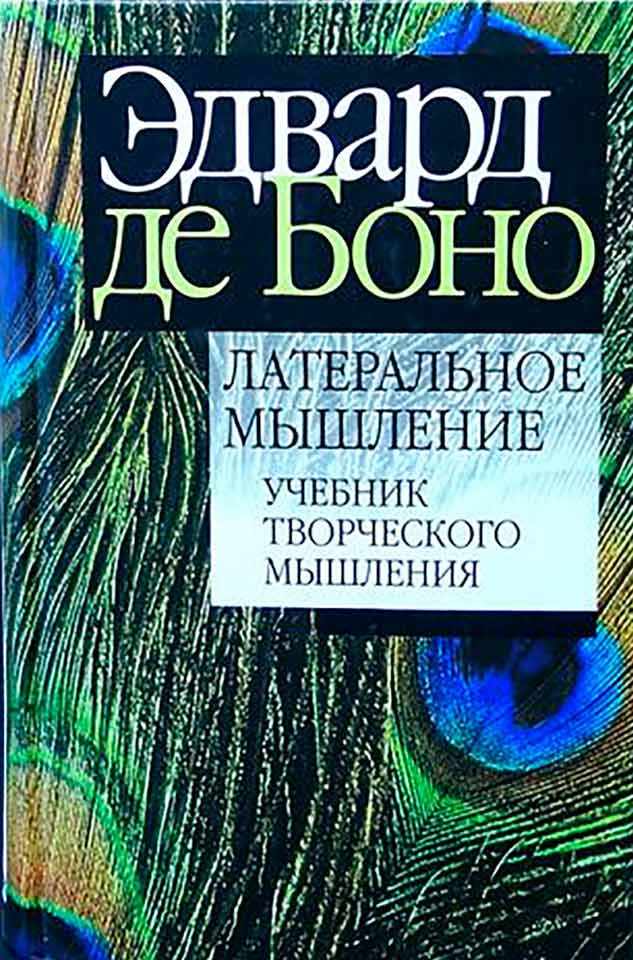 Эдвард
де Боно
ЛАТЕРАЛЬНОЕ
МЫШЛЕНИЕ
УЧЕБНИК
ТВОРЧЕСКОГО
МЫШЛЕНИЯ